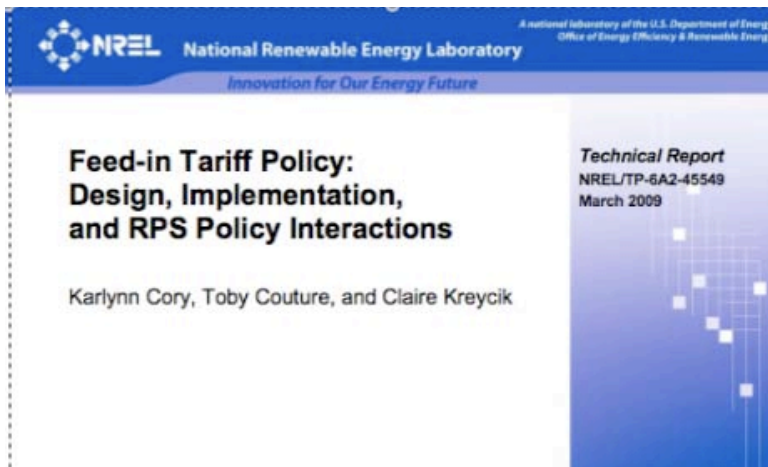 A national laboratory of the U.S. Department of Energ
Office of Energy Efficiency & Renewable Energ
NREL National Renewable Energy Laboratory
Innovation for Our Energy Future
Feed-in Tariff Policy:
Design, Implementation,
and RPS Policy Interactions
Karlynn Cory, Toby Couture, and Claire Kreycik
Technical Report
NREL/TP-6A2-45549
March 2009